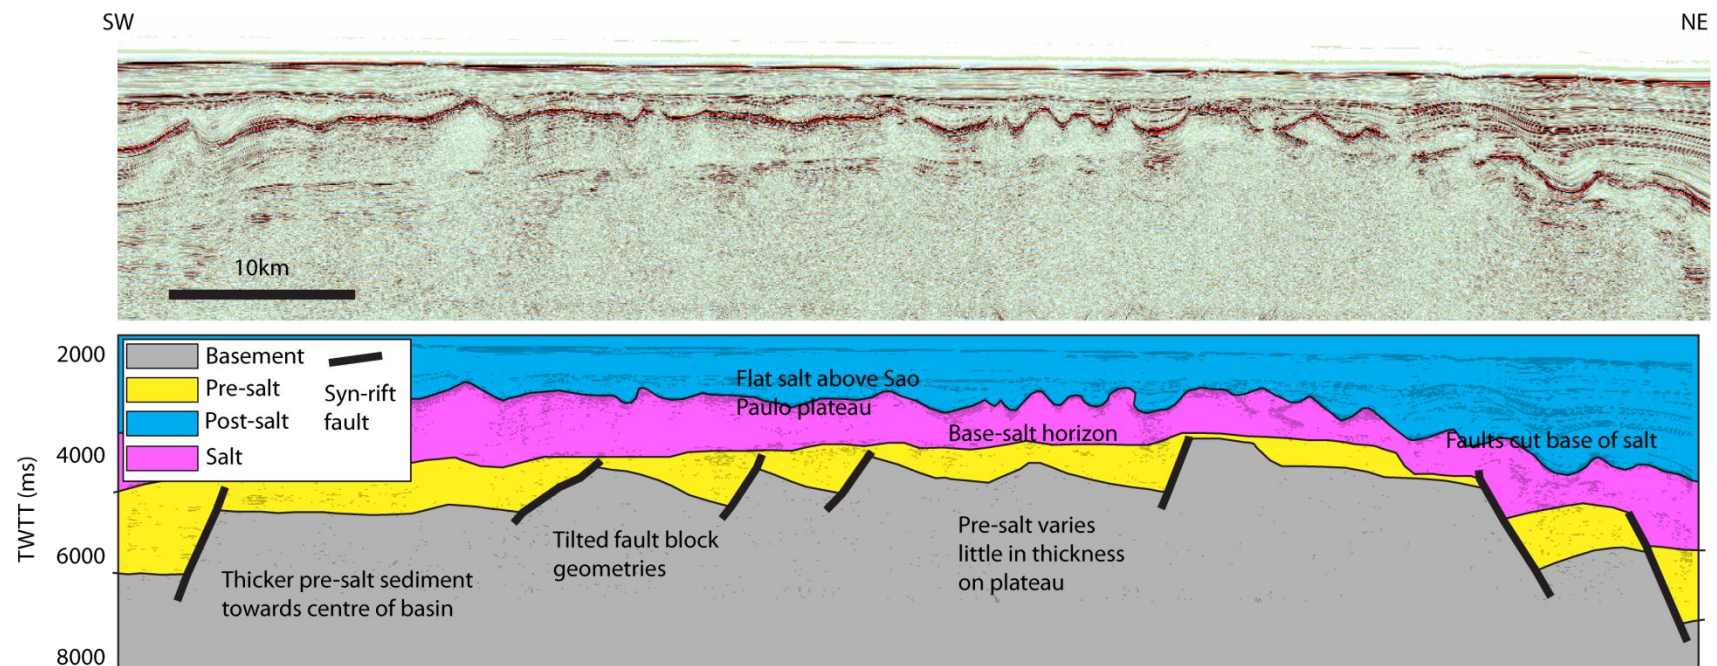 SW
NE
10km
TWTT (ms)
2000
4000
6000
8000
Basement
Pre-salt
Post-salt
Salt
Syn-rift
fault
Flat salt above Sao
Paulo plateau
Base-salt horizon
Faults cut base of salt
Tilted fault block
geometries
Pre-salt varies
little in thickness
on plateau
Thicker pre-salt sediment
towards centre of basin